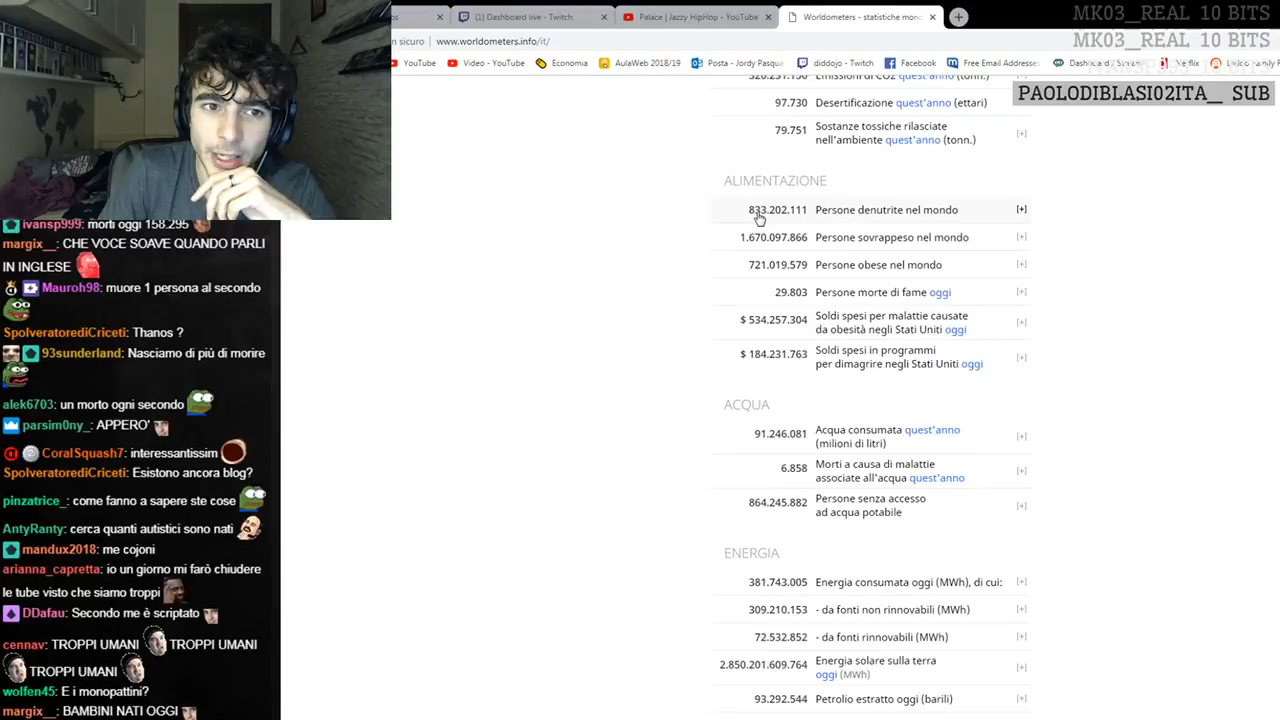 (1) Dashboard live - Twitch
Palace | Jazzy HipHop - YouTube
Worldometers - statistiche mon
MK03_REAL 10 BITS
MK03_REAL 10 BITS
PAOLODIBLASI02ITA_ SUB
www.worldometers.info/it/
YouTube
Video - YouTube
Economia
AulaWeb 2018/19
Posta - Jordy Pasqua
diddojo - Twitch
Facebook
Free Email Addresses
97.730 Desertificazione quest'anno (ettari)
79.751 Sostanze tossiche rilasciate
nell'ambiente quest'anno (tonn.) [+]
ALIMENTAZIONE
833.202.111 Persone denutrite nel mondo [+]
1.670.097.866 Persone sovrappeso nel mondo [+]
721.019.579 Persone obese nel mondo [+]
29.803 Persone morte di fame oggi [+]
$ 534.257.304 Soldi spesi per malattie causate
da obesità negli Stati Uniti oggi [+]
$ 184.231.763 Soldi spesi in programmi
per dimagrire negli Stati Uniti oggi [+]
ACQUA
91.246.081 Acqua consumata quest'anno
(milioni di litri) [+]
6.858 Morti a causa di malattie
associate all'acqua quest'anno [+]
864.245.882 Persone senza accesso
ad acqua potabile [+]
ENERGIA
381.743.005 Energia consumata oggi (MWh), di cui: [+]
309.210.153 - da fonti non rinnovabili (MWh) [+]
72.532.852 - da fonti rinnovabili (MWh) [+]
2.850.201.609.764 Energia solare sulla terra
oggi (MWh) [+]
93.292.544 Petrolio estratto oggi (barili) [+]
ivansp999: morti oggi 158.295
margix__: CHE VOCE SOAVE QUANDO PARLI
IN INGLESE
Mauroh98: muore 1 persona al secondo
SpolveratorediCriceti: Thanos ?
93sunderland: Nasciamo di più di morire
alek6703: un morto ogni secondo
parsim0ny_: APPERO'
CoralSquash7: interessantissim
SpolveratorediCriceti: Esistono ancora blog?
pinzatrice_: come fanno a sapere ste cose
AntyRanty: cerca quanti autistici sono nati
mandux2018: me cojoni
arianna_capretta: io un giorno mi farò chiudere
le tube visto che siamo troppi
DDafau: Secondo me è scriptato
cennav: TROPPI UMANI TROPPI UMANI
TROPPI UMANI
wolfen45: E i monopattini?
margix__: BAMBINI NATI OGGI